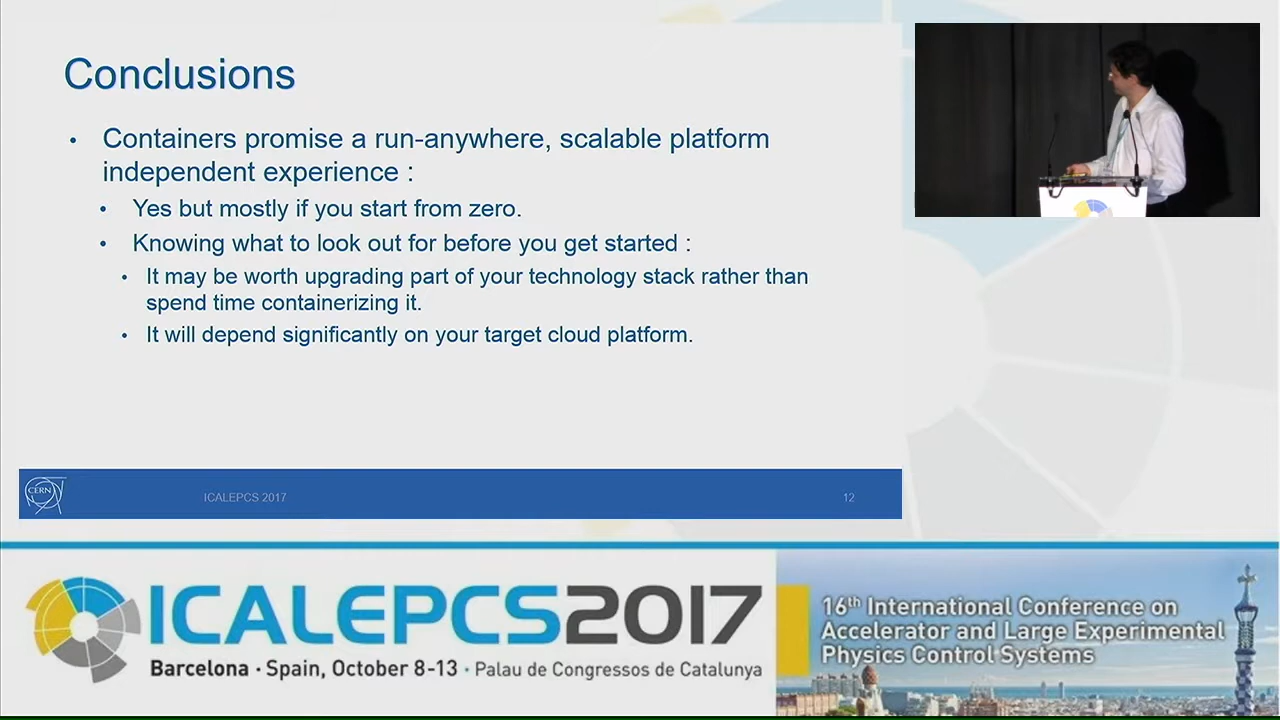 Conclusions
• Containers promise a run-anywhere, scalable platform
independent experience :
• Yes but mostly if you start from zero.
• Knowing what to look out for before you get started :
• It may be worth upgrading part of your technology stack rather than
spend time containerizing it.
• It will depend significantly on your target cloud platform.
CERN
ICALEPCS 2017
12
ICALEPCS2017
Barcelona · Spain, October 8-13 · Palau de Congressos de Catalunya
16th International Conference on
Accelerator and Large Experimental
Physics Control Systems